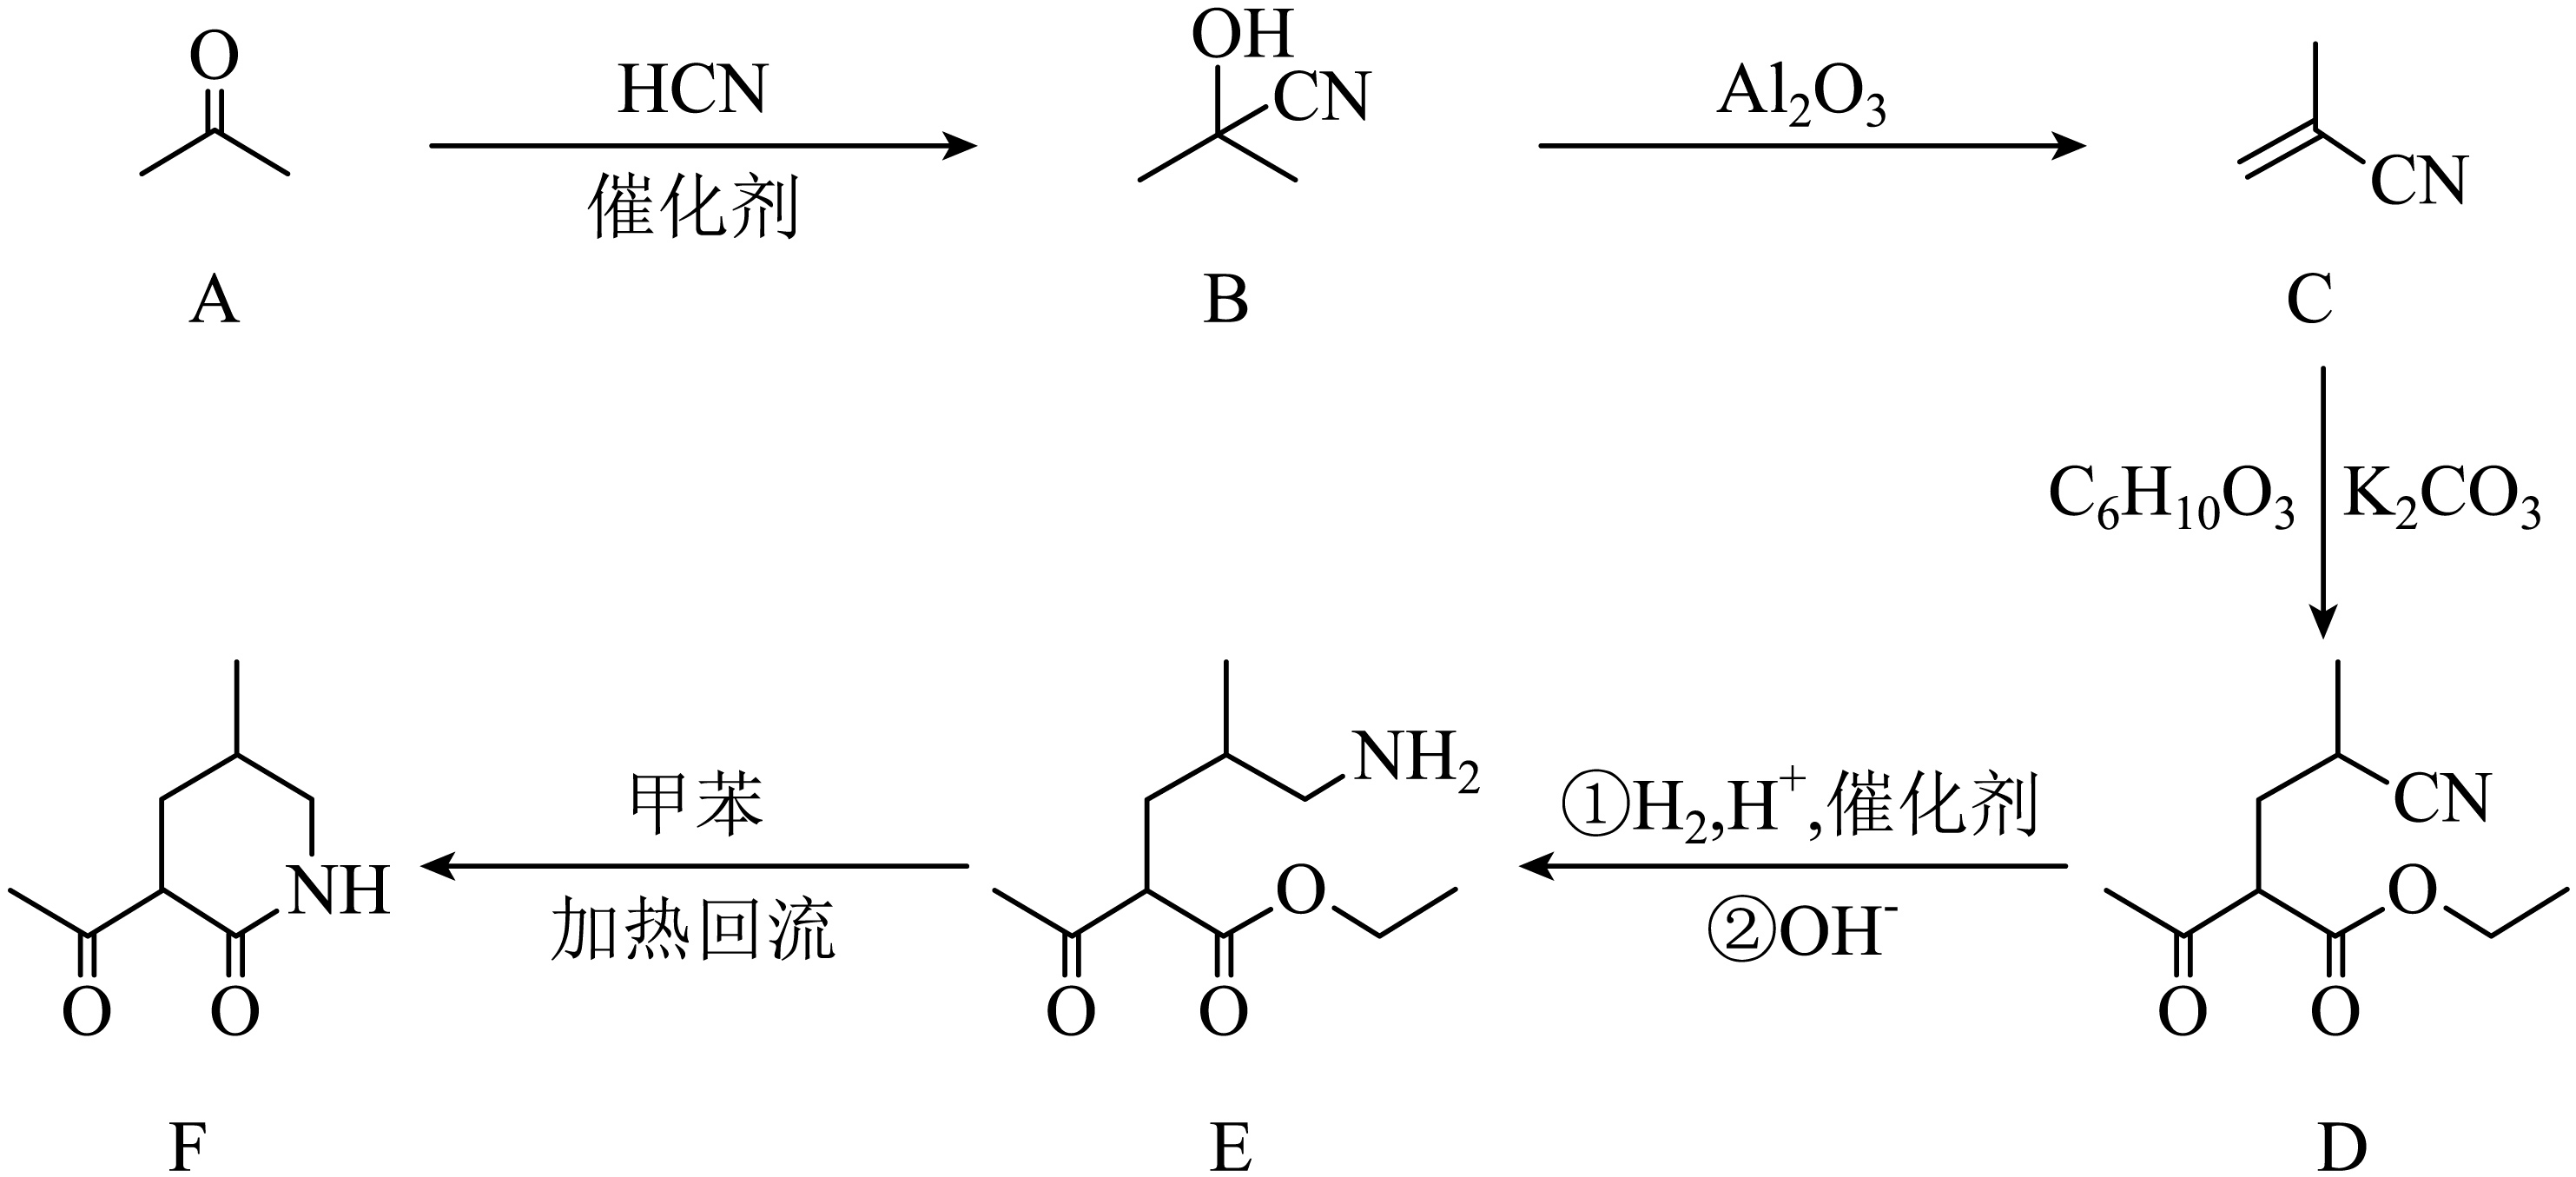 O
HCN
催化剂
OH
CN
Al₂O₃
CN
A
B
C
C₆H₁₀O₃
K₂CO₃
NH
O
O
甲苯
加热回流
NH₂
O
O
O
①H₂,H⁺,催化剂
②OH⁻
CN
O
O
O
F
E
D